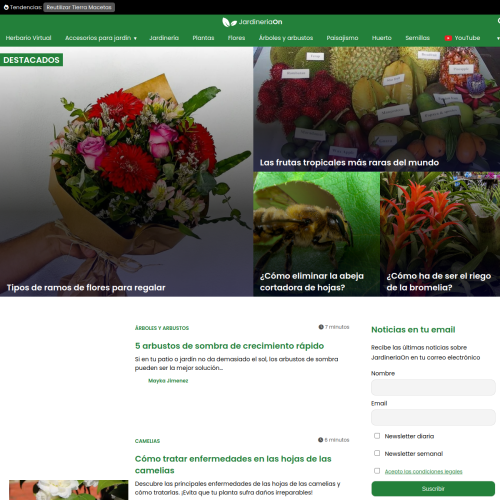 Tendencias: Reutilizar Tierra Macetas
JardineriaOn
Herbario Virtual Accesorios para jardín ▾ Jardinería Plantas Flores Árboles y arbustos Paisajismo Huerto Semillas YouTube ▾
DESTACADOS
Las frutas tropicales más raras del mundo
Tipos de ramos de flores para regalar
¿Cómo eliminar la abeja
cortadora de hojas?
¿Cómo ha de ser el riego
de la bromelia?
ÁRBOLES Y ARBUSTOS
7 minutos
5 arbustos de sombra de crecimiento rápido
Si en tu patio o jardín no da demasiado el sol, los arbustos de sombra
pueden ser la mejor solución...
Mayka Jimenez
CAMELIAS
6 minutos
Cómo tratar enfermedades en las hojas de las
camelias
Descubre las principales enfermedades de las hojas de las camelias y
cómo tratarlas. ¡Evita que tu planta sufra daños irreparables!
Noticias en tu email
Recibe las últimas noticias sobre
JardineriaOn en tu correo electrónico
Nombre
Email
Newsletter diaria
Newsletter semanal
Acepto las condiciones legales
Suscribir